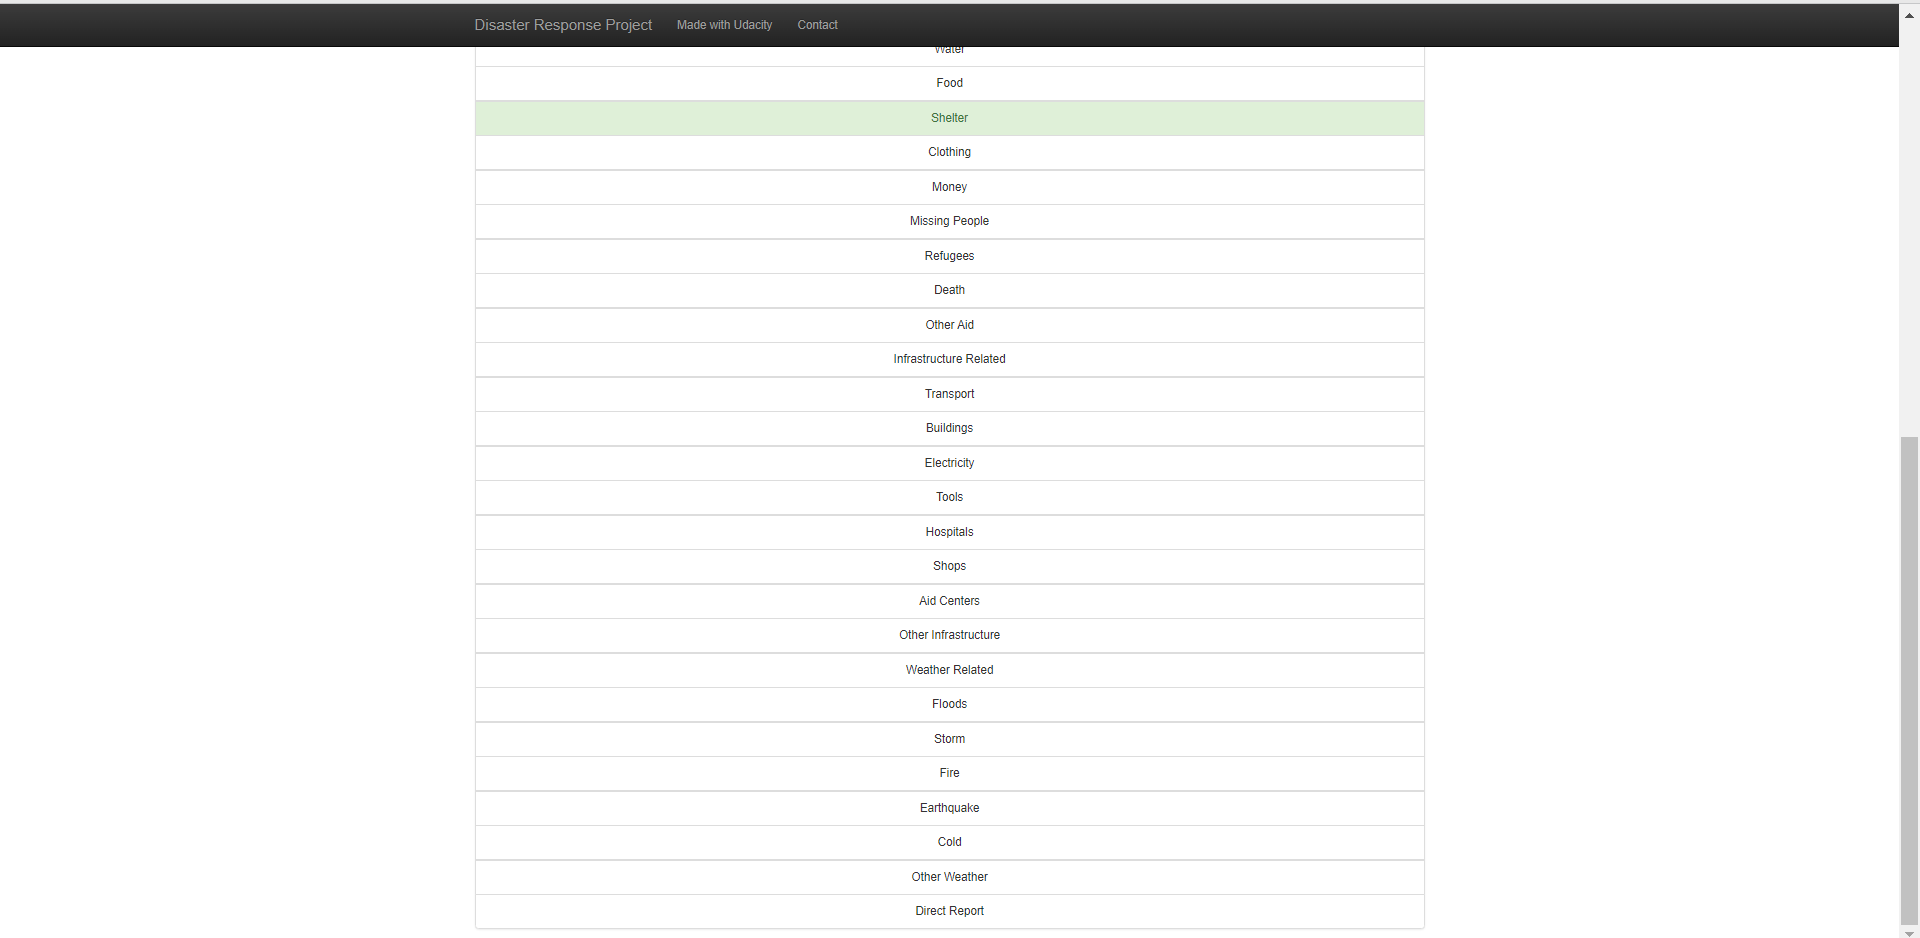 Disaster Response Project Made with Udacity Contact
Water
Food
Shelter
Clothing
Money
Missing People
Refugees
Death
Other Aid
Infrastructure Related
Transport
Buildings
Electricity
Tools
Hospitals
Shops
Aid Centers
Other Infrastructure
Weather Related
Floods
Storm
Fire
Earthquake
Cold
Other Weather
Direct Report